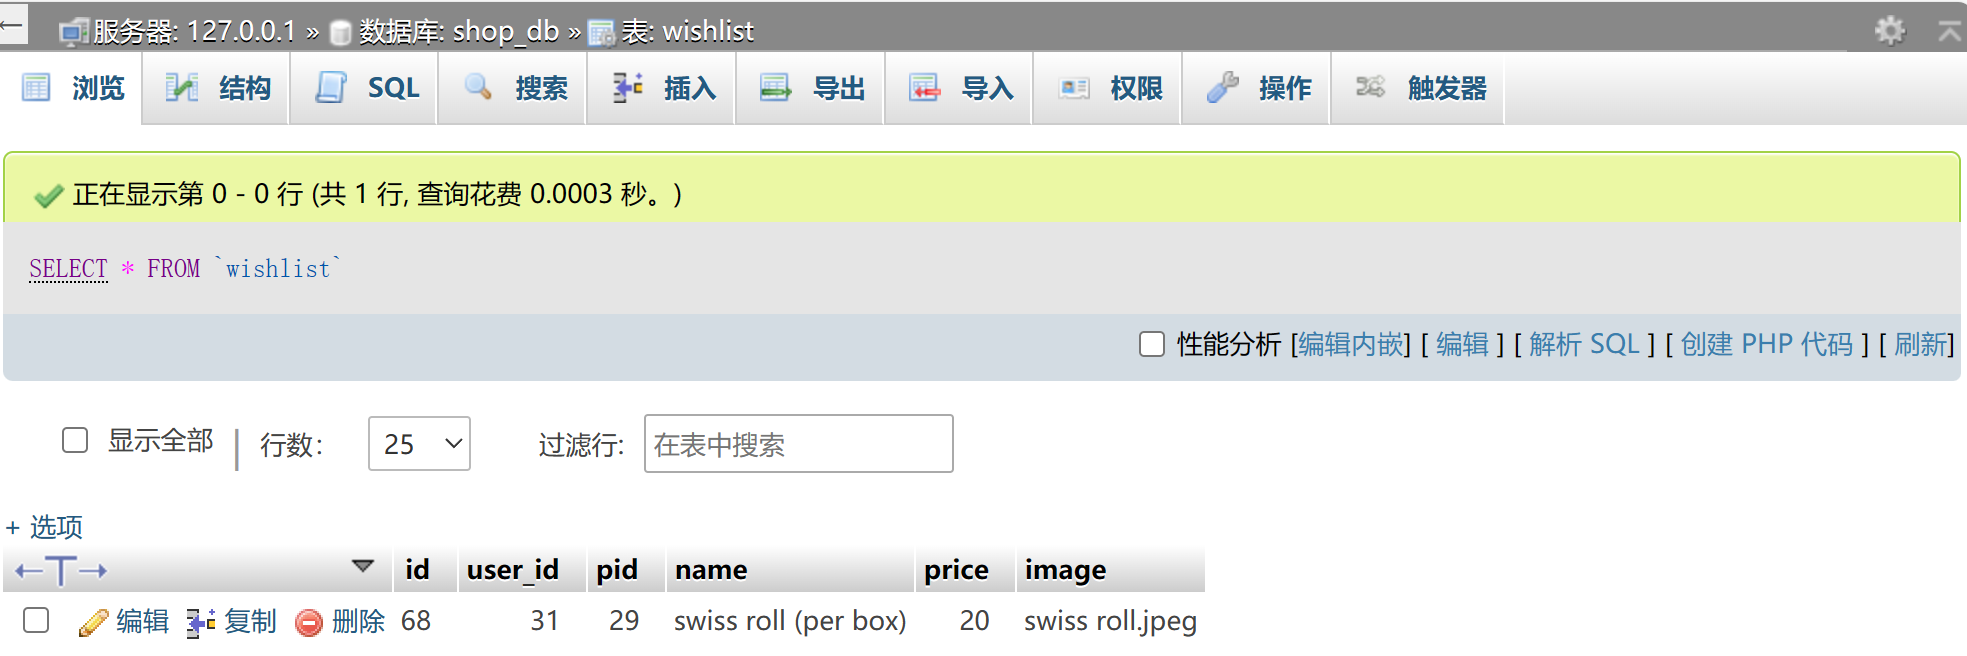 服务器: 127.0.0.1 » 数据库: shop_db » 表: wishlist
浏览 结构 SQL 搜索 插入 导出 导入 权限 操作 触发器
正在显示第 0 - 0 行 (共 1 行, 查询花费 0.0003 秒。)
SELECT * FROM `wishlist`
性能分析 [编辑内嵌] [ 编辑 ] [ 解析 SQL ] [ 创建 PHP 代码 ] [ 刷新]
显示全部 | 行数: 25 过滤行: 在表中搜索
+ 选项
←T→ id user_id pid name price image
编辑 复制 删除 68 31 29 swiss roll (per box) 20 swiss roll.jpeg